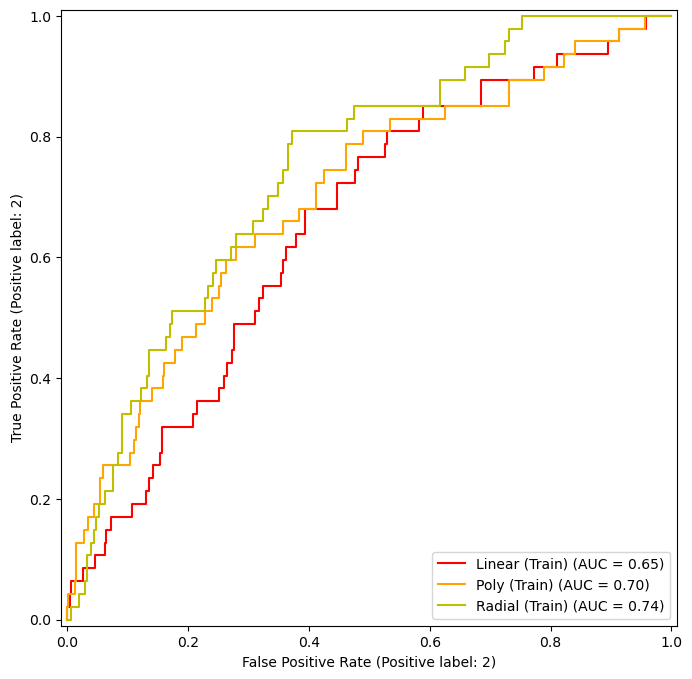 1.0
0.8
0.6
0.4
0.2
0.0
True Positive Rate (Positive label: 2)
Linear (Train) (AUC = 0.65)
Poly (Train) (AUC = 0.70)
Radial (Train) (AUC = 0.74)
0.0 0.2 0.4 0.6 0.8 1.0
False Positive Rate (Positive label: 2)